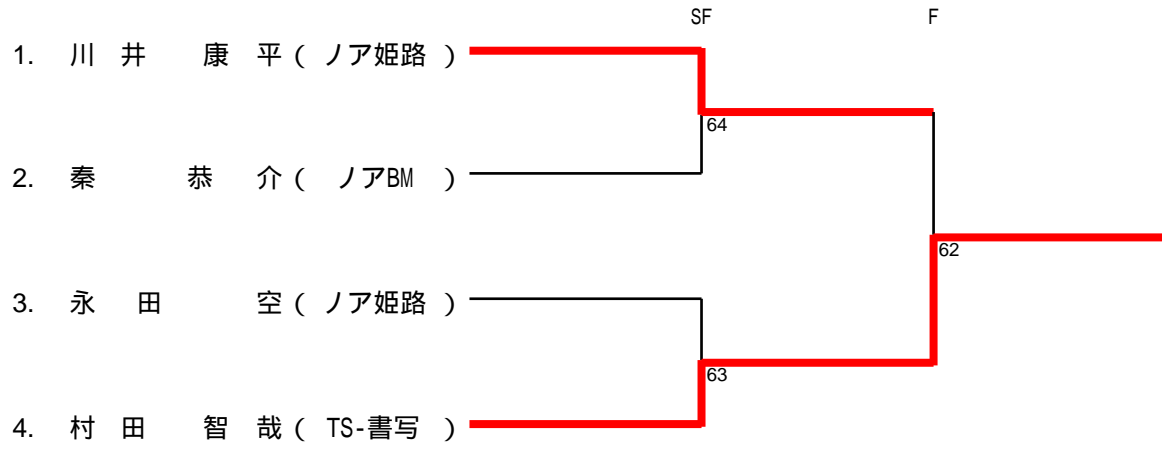 SF F
1. 川 井 康 平 ( ノア姫路 )
64
2. 秦 恭 介 ( ノアBM )
62
3. 永 田 空 ( ノア姫路 )
63
4. 村 田 智 哉 ( TS-書写 )